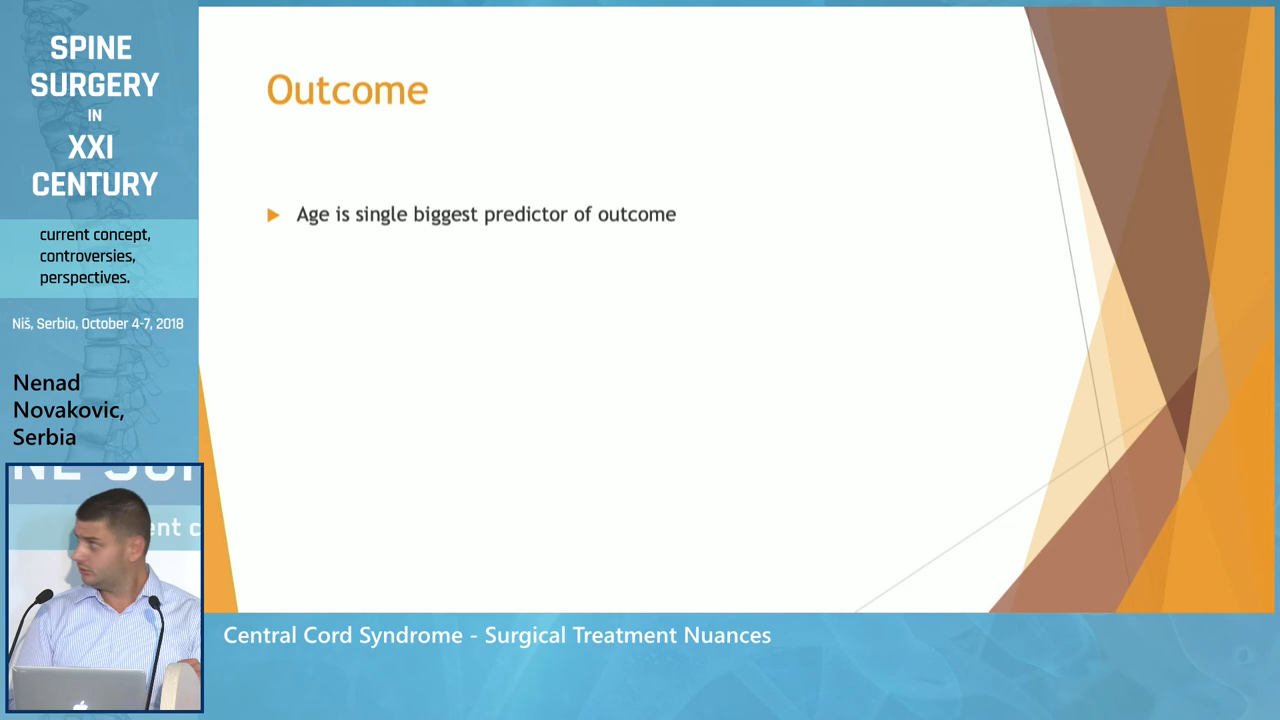 SPINE
SURGERY
IN
XXI
CENTURY
current concept,
controversies,
perspectives.
Niš, Serbia, October 4-7, 2018
Nenad
Novakovic,
Serbia
Outcome
Age is single biggest predictor of outcome
Central Cord Syndrome - Surgical Treatment Nuances